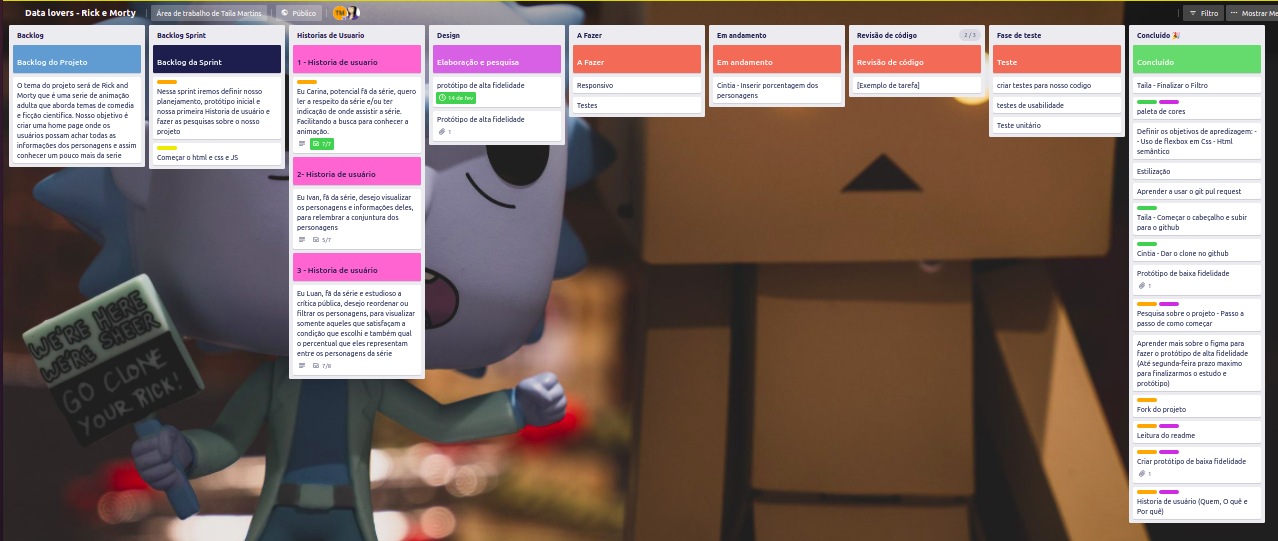 Data lovers - Rick e Morty
Área de trabalho de Taila Martins
Público
TM
Filtro
Mostrar Me
Backlog
Backlog do Projeto
O tema do projeto será de Rick and
Morty que é uma serie de animação
adulta que aborda temas de comedia
e ficção cientifica. Nosso objetivo é
criar uma home page onde os
usuários possam achar todas as
informações dos personagens e assim
conhecer um pouco mais da serie
Backlog Sprint
Backlog da Sprint
Nessa sprint iremos definir nosso
planejamento, protótipo inicial e
nossa primeira Historia de usuário e
fazer as pesquisas sobre o nosso
projeto
Começar o html e css e JS
Historias de Usuario
1 - Historia de usuario
Eu Carina, potencial fã da série, quero
ler a respeito da série e/ou ter
indicação de onde assistir a série.
Facilitando a busca para conhecer a
animação.
7/7
2- Historia de usuário
Eu Ivan, fã da série, desejo visualizar
os personagens e informações deles,
para relembrar a conjuntura dos
personagens
5/7
3 - Historia de usuário
Eu Luan, fã da série e estudioso a
crítica pública, desejo reordenar ou
filtrar os personagens, para visualizar
somente aqueles que satisfaçam a
condição que escolhi e também qual
o percentual que eles representam
entre os personagens da série
7/8
Design
Elaboração e pesquisa
protótipo de alta fidelidade
14 de fev
Protótipo de alta fidelidade
1
A Fazer
A Fazer
Responsivo
Testes
Em andamento
Em andamento
Cintia - Inserir porcentagem dos
personagens
Revisão de código
2 / 3
Revisão de código
[Exemplo de tarefa]
Fase de teste
Teste
criar testes para nosso codigo
testes de usabilidade
Teste unitário
Concluído 🎉
Concluído
Taila - Finalizar o Filtro
paleta de cores
Definir os objetivos de apredizagem: -
- Uso de flexbox em Css - Html
semântico
Estilização
Aprender a usar o git pul request
Taila - Começar o cabeçalho e subir
para o github
Cintia - Dar o clone no github
Protótipo de baixa fidelidade
1
Pesquisa sobre o projeto - Passo a
passo de como começar
Aprender mais sobre o figma para
fazer o protótipo de alta fidelidade
(Até segunda-feira prazo maximo
para finalizarmos o estudo e
protótipo)
Fork do projeto
Leitura do readme
Criar protótipo de baixa fidelidade
1
Historia de usuário (Quem, O quê e
Por quê)
WE'RE HERE
WE'RE SHEER
GO CLONE
YOUR RICK!